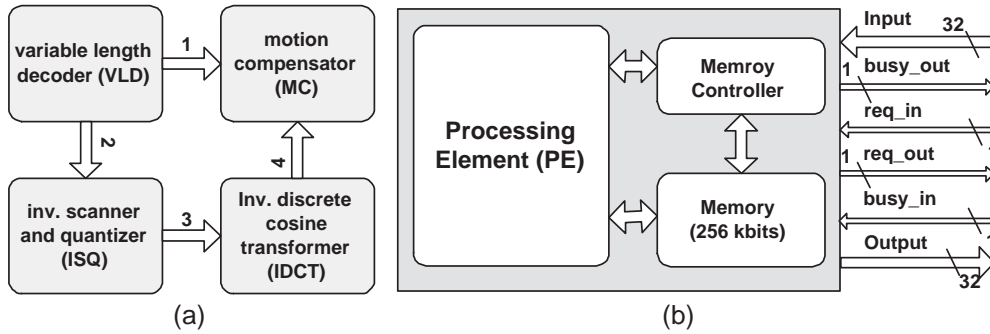 variable length
decoder (VLD)
1
motion
compensator
(MC)
2
4
inv. scanner
and quantizer
(ISQ)
3
Inv. discrete
cosine
transformer
(IDCT)
(a)
Processing
Element (PE)
Memroy
Controller
Memory
(256 kbits)
Input
32
busy_out
1
req_in
req_out
1
busy_in
Output
32
(b)